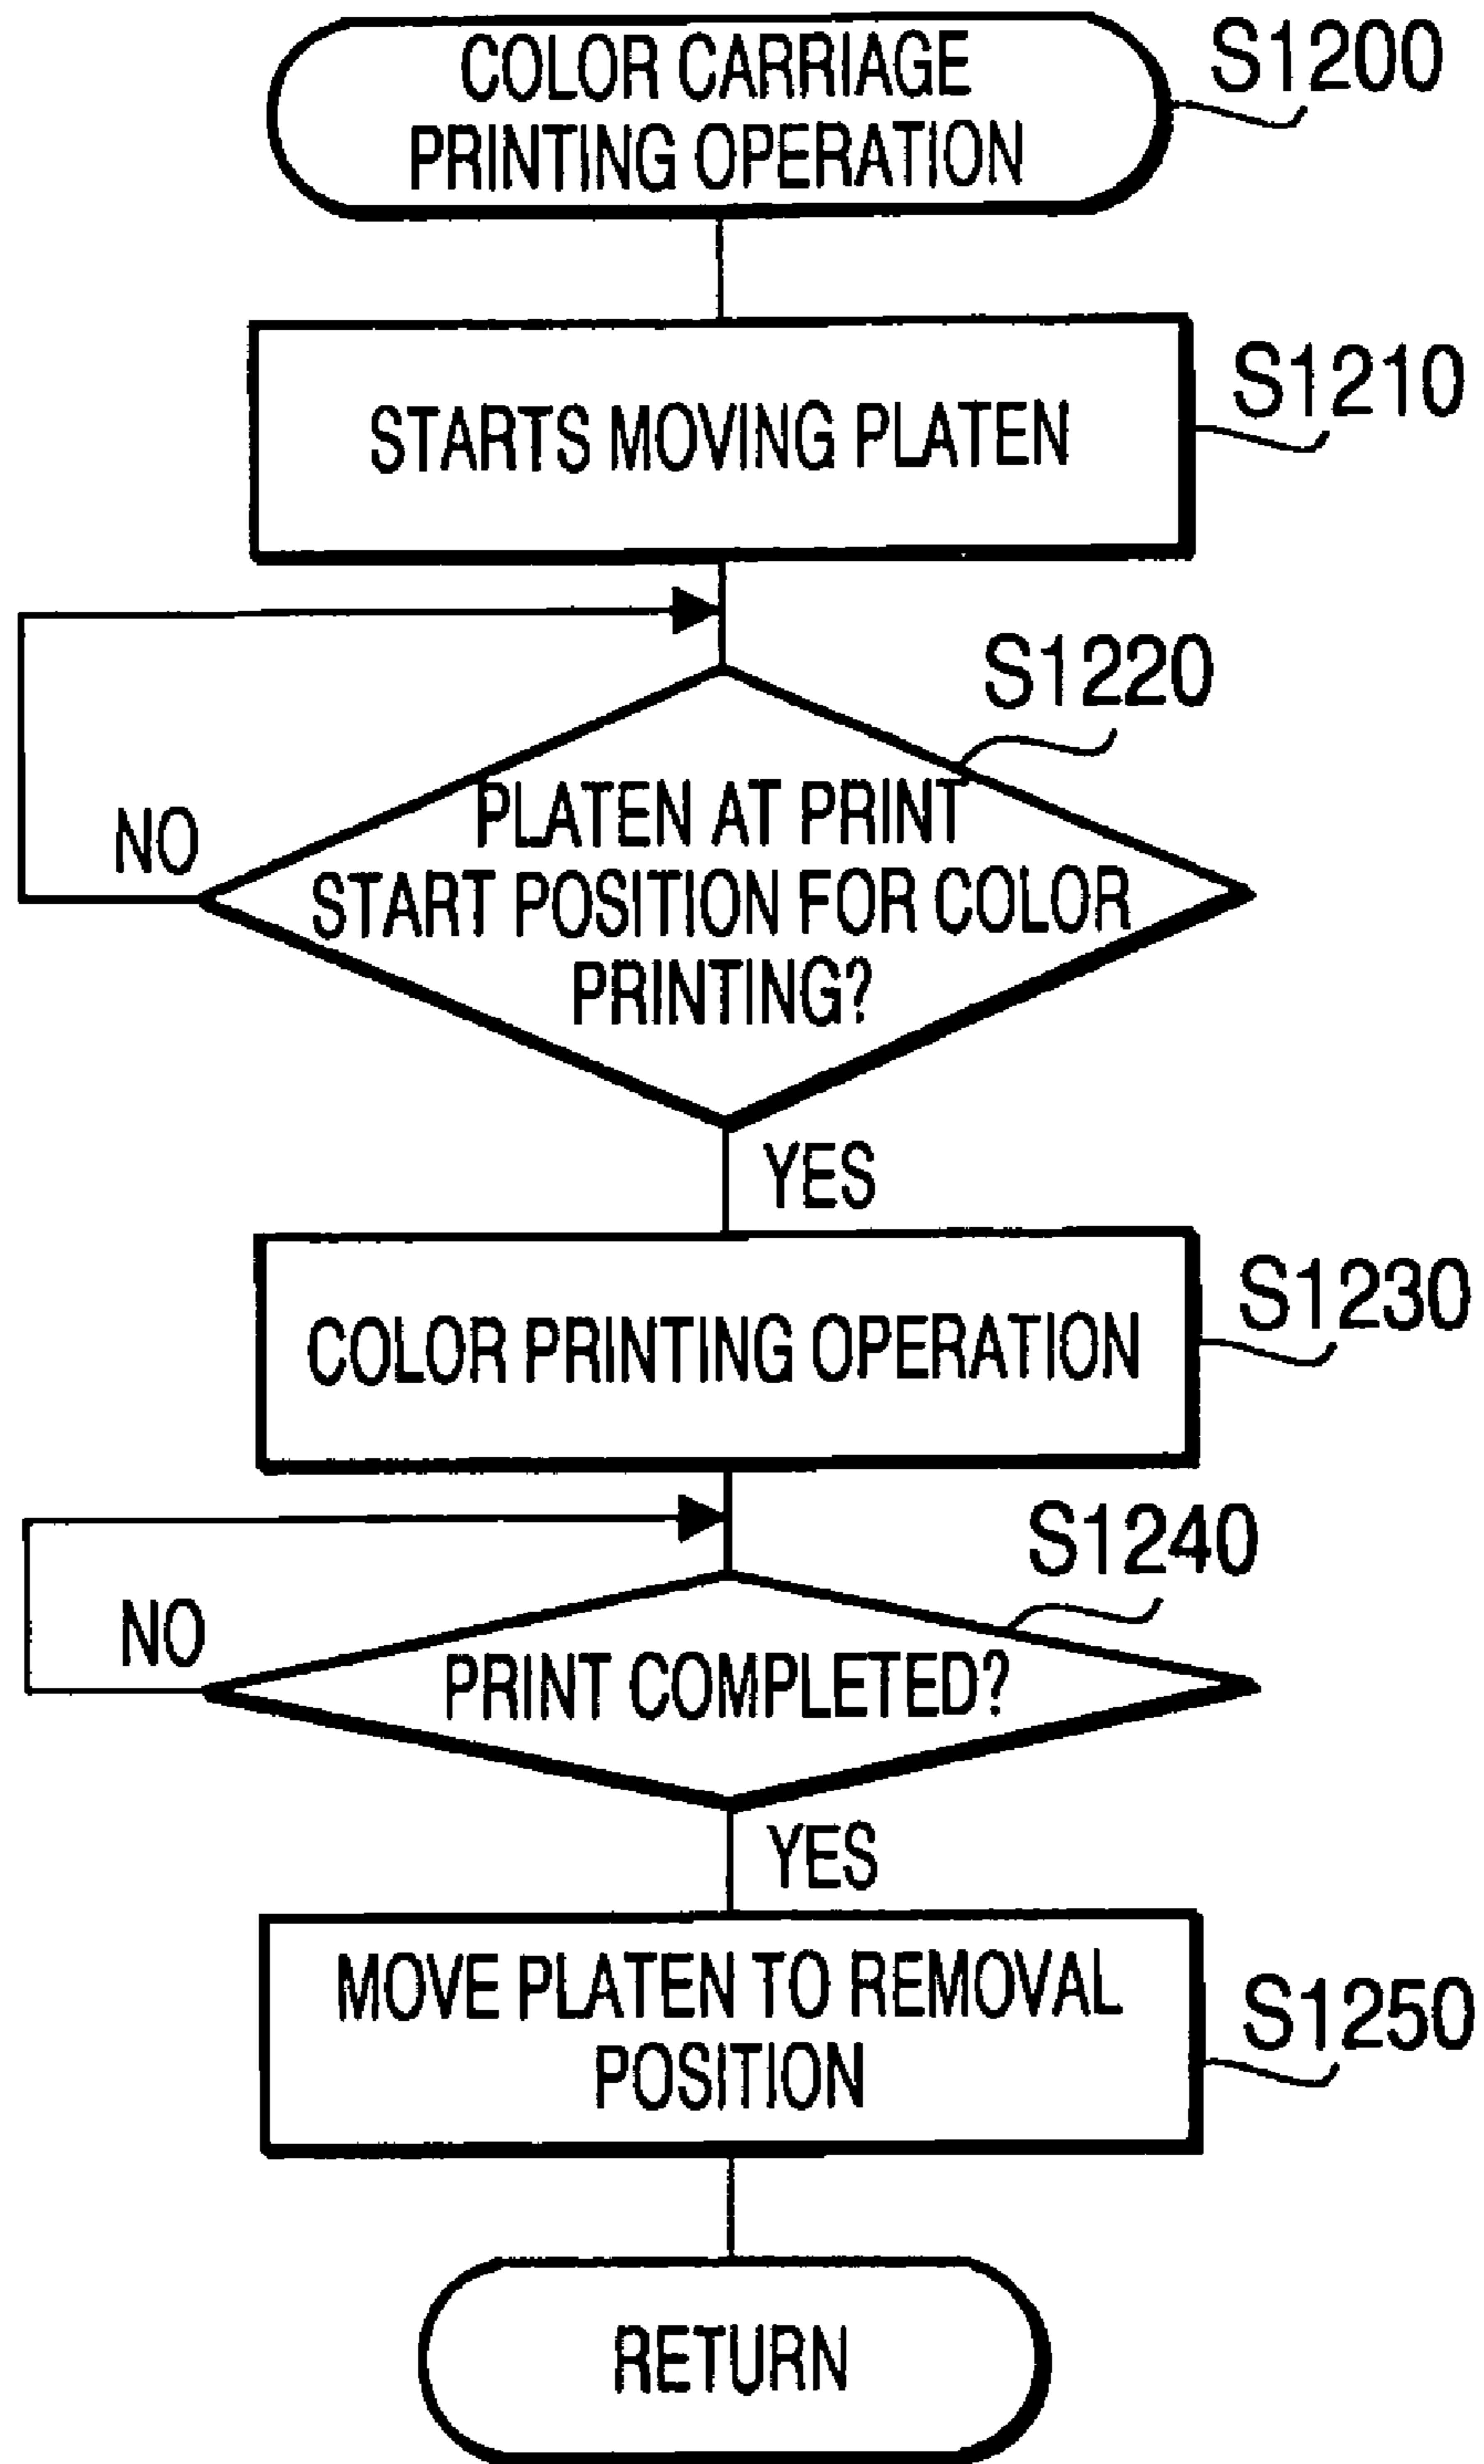 COLOR CARRIAGE
PRINTING OPERATION
S1200
STARTS MOVING PLATEN
S1210
S1220
PLATEN AT PRINT
START POSITION FOR COLOR
PRINTING?
NO
YES
COLOR PRINTING OPERATION
S1230
S1240
PRINT COMPLETED?
NO
YES
MOVE PLATEN TO REMOVAL
POSITION
S1250
RETURN